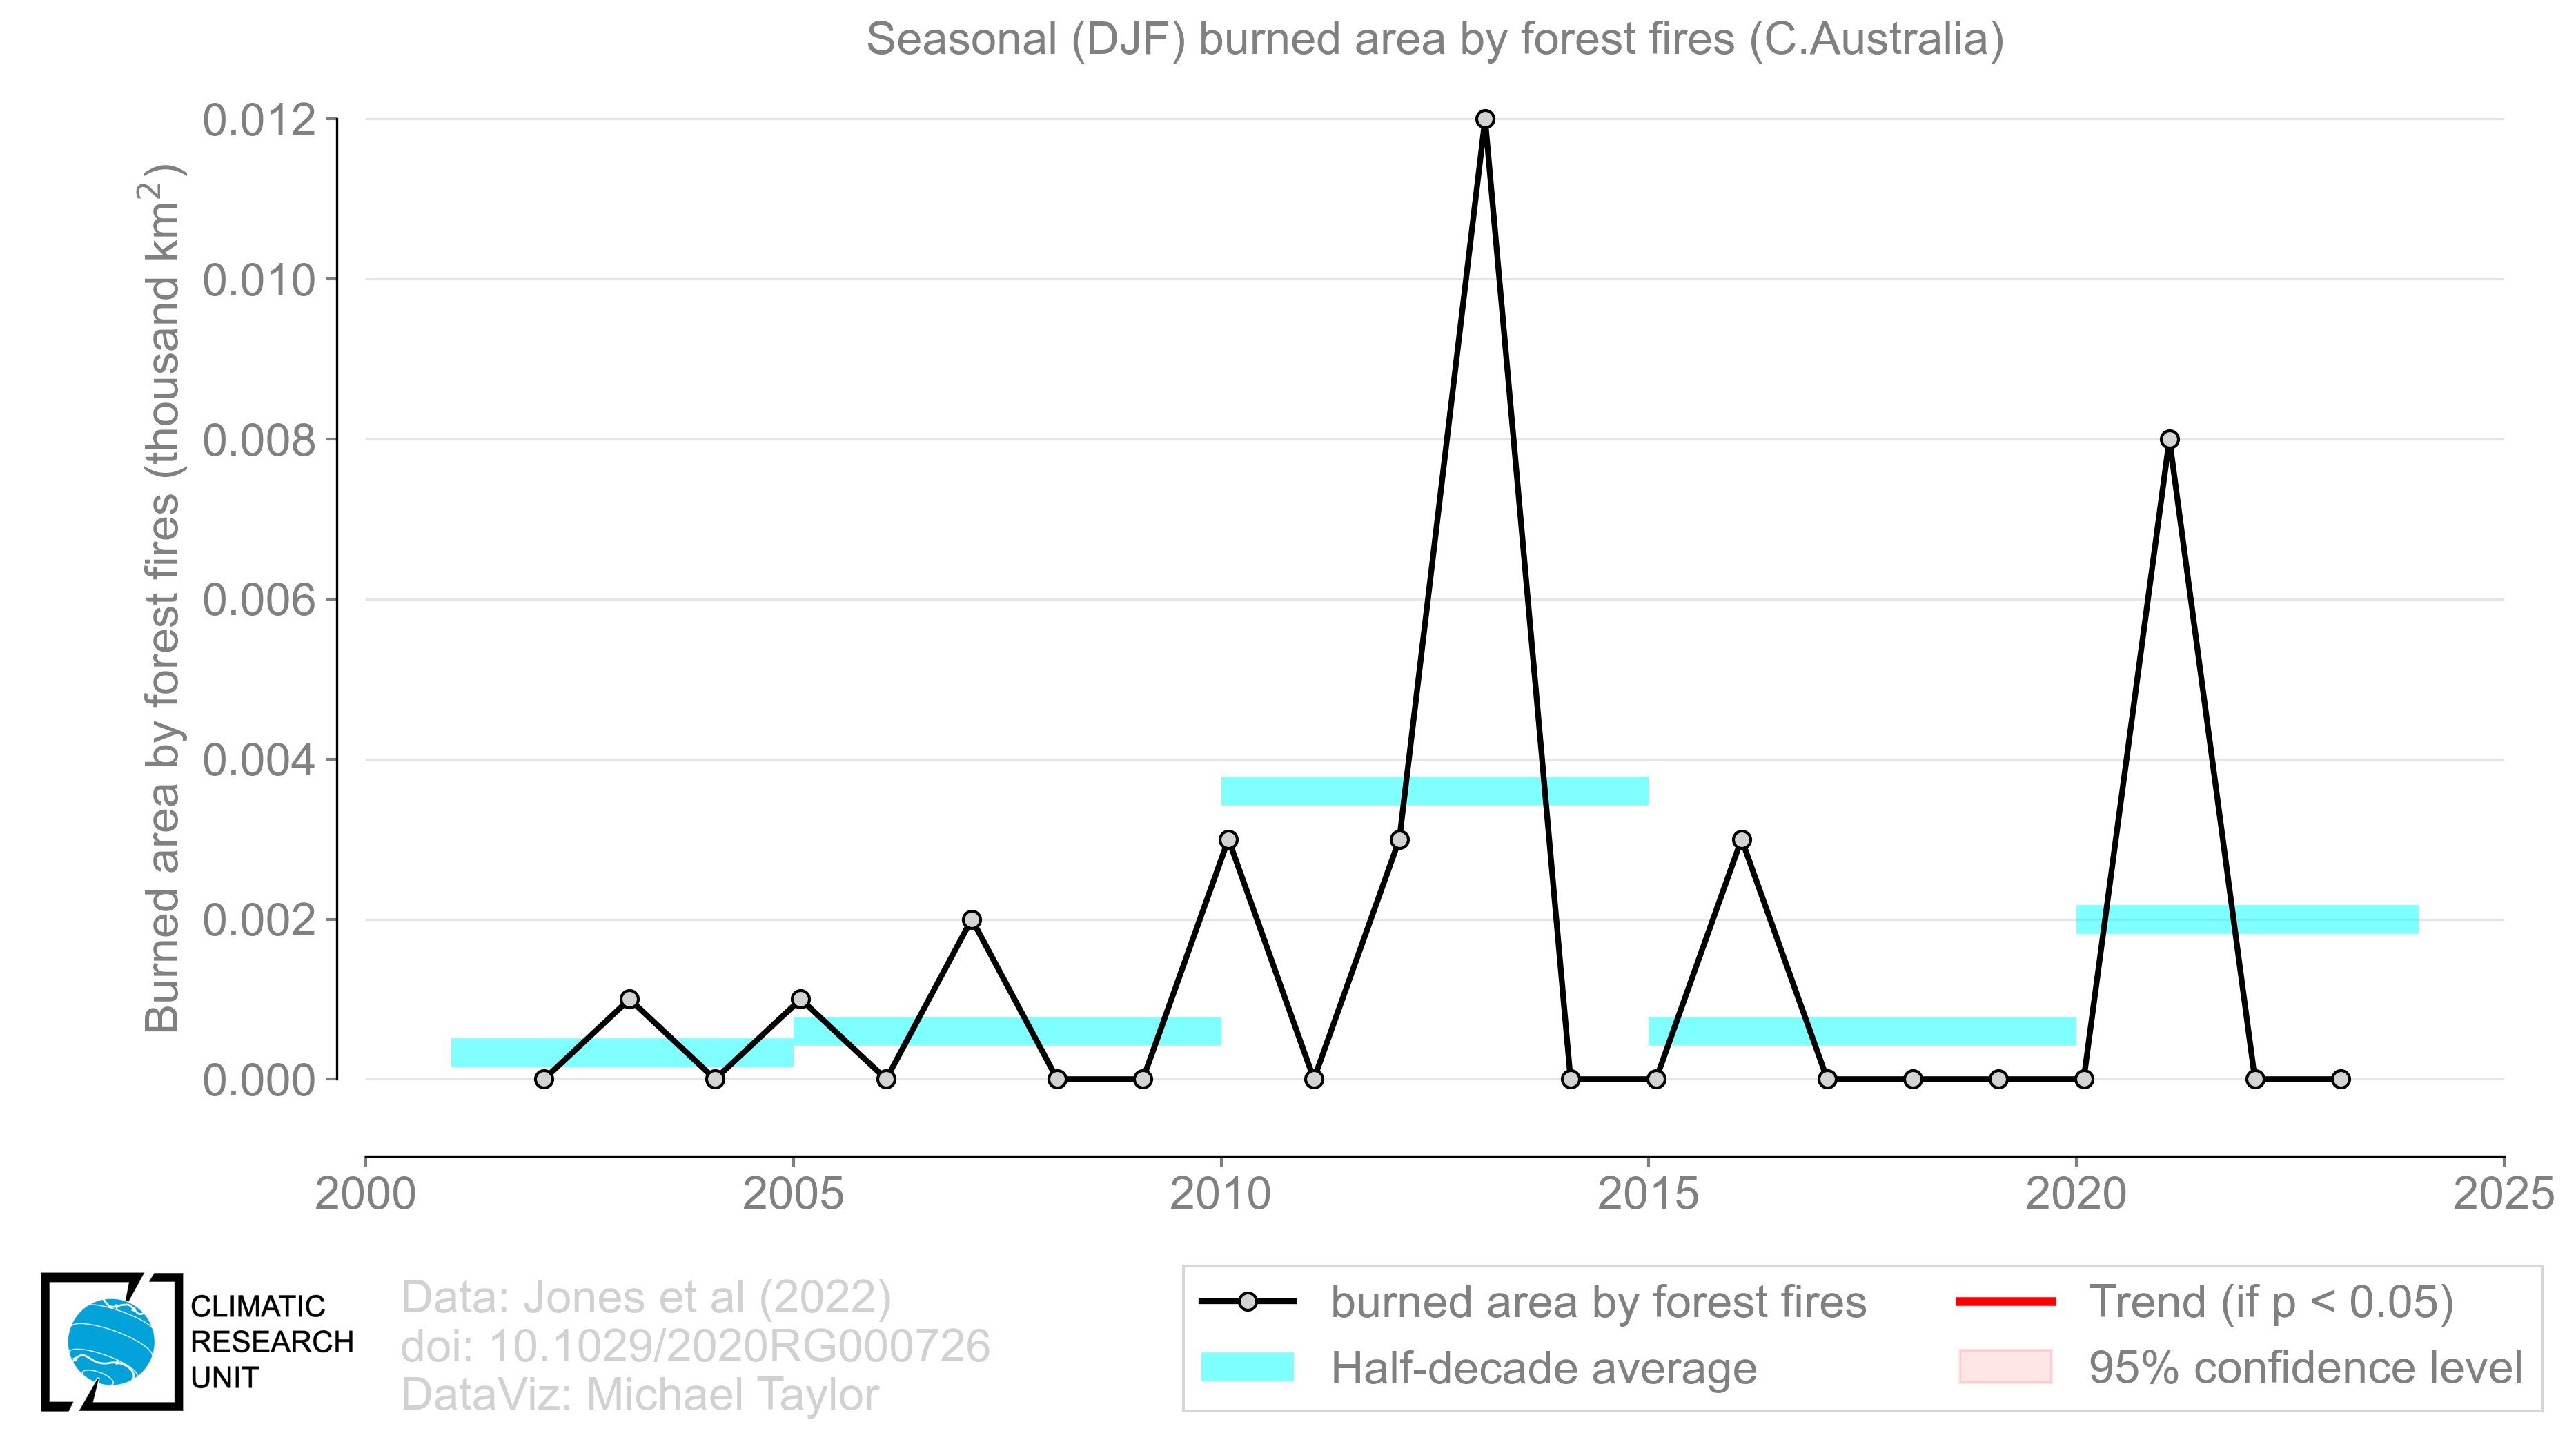 Seasonal (DJF) burned area by forest fires (C.Australia)
Burned area by forest fires (thousand km²)
0.012
0.010
0.008
0.006
0.004
0.002
0.000
2000 2005 2010 2015 2020 2025
CLIMATIC
RESEARCH
UNIT
Data: Jones et al (2022)
doi: 10.1029/2020RG000726
DataViz: Michael Taylor
burned area by forest fires
Half-decade average
Trend (if p < 0.05)
95% confidence level